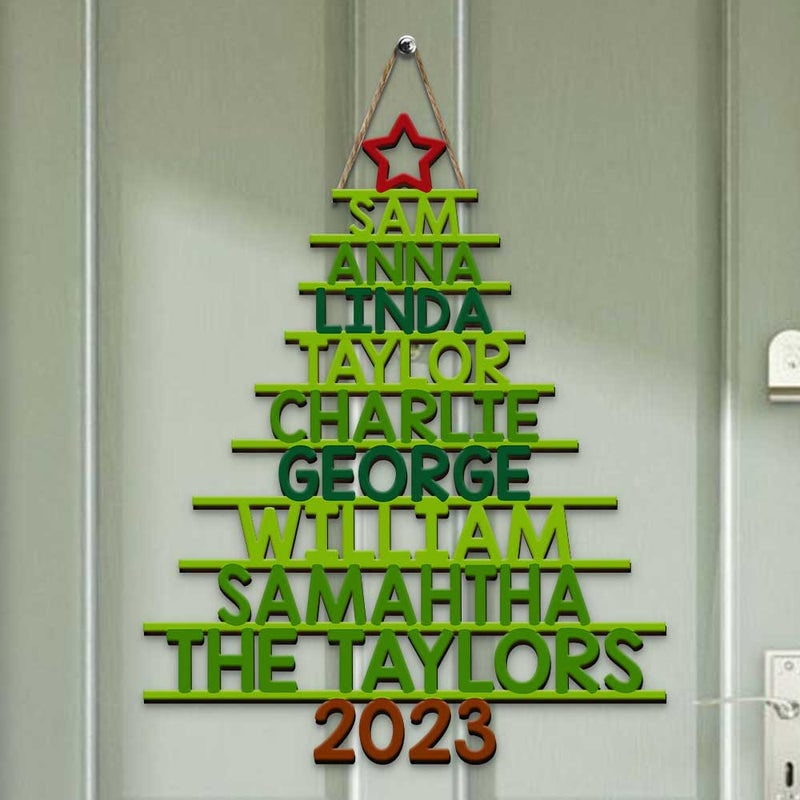 SAM
ANNA
LINDA
TAYLOR
CHARLIE
GEORGE
WILLIAM
SAMAHTHA
THE TAYLORS
2023